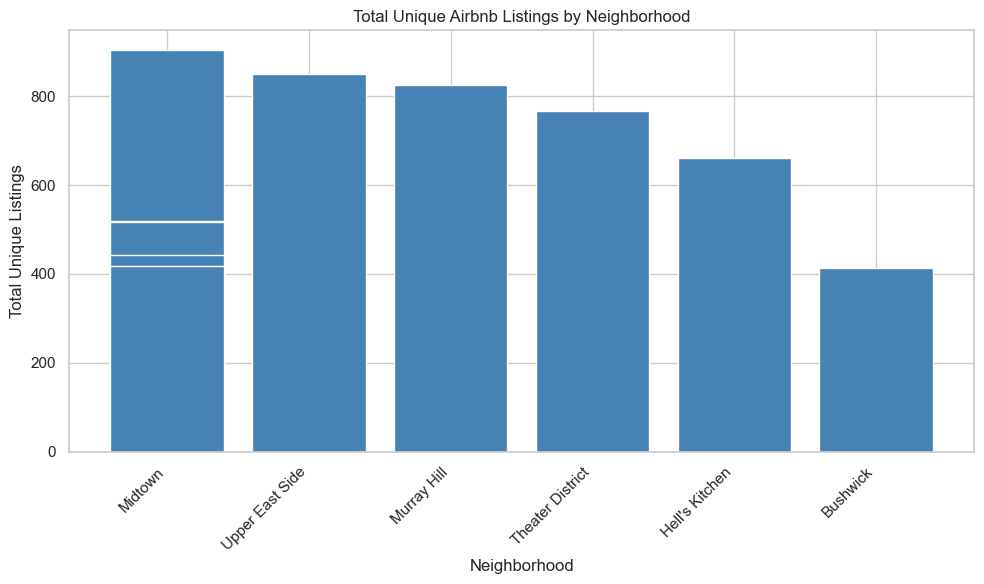 Total Unique Airbnb Listings by Neighborhood
Total Unique Listings
800
600
400
200
0
Midtown
Upper East Side
Murray Hill
Theater District
Hell's Kitchen
Bushwick
Neighborhood